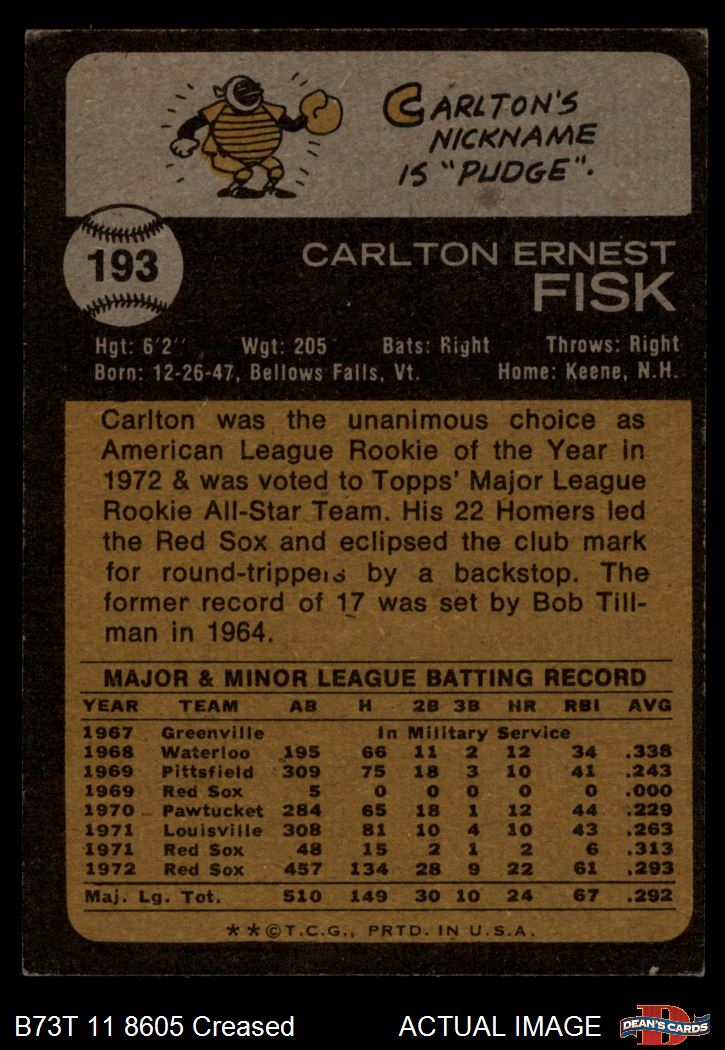 CARLTON'S
NICKNAME
IS "PUDGE".
193
CARLTON ERNEST
FISK
Hgt: 6'2" Wgt: 205 Bats: Right Throws: Right
Born: 12-26-47, Bellows Falls, Vt. Home: Keene, N.H.
Carlton was the unanimous choice as
American League Rookie of the Year in
1972 & was voted to Topps' Major League
Rookie All-Star Team. His 22 Homers led
the Red Sox and eclipsed the club mark
for round-trippers by a backstop. The
former record of 17 was set by Bob Till-
man in 1964.
MAJOR & MINOR LEAGUE BATTING RECORD
YEAR TEAM AB H 2B 3B HR RBI AVG
1967 Greenville In Military Service
1968 Waterloo 195 66 11 2 12 34 .338
1969 Pittsfield 309 75 18 3 10 41 .243
1969 Red Sox 5 0 0 0 0 0 .000
1970 Pawtucket 284 65 18 1 12 44 .229
1971 Louisville 308 81 10 4 10 43 .263
1971 Red Sox 48 15 2 1 2 6 .313
1972 Red Sox 457 134 28 9 22 61 .293
Maj. Lg. Tot. 510 149 30 10 24 67 .292
**©T.C.G., PRTD. IN U.S.A.
B73T 11 8605 Creased ACTUAL IMAGE
D
DEAN'S CARDS